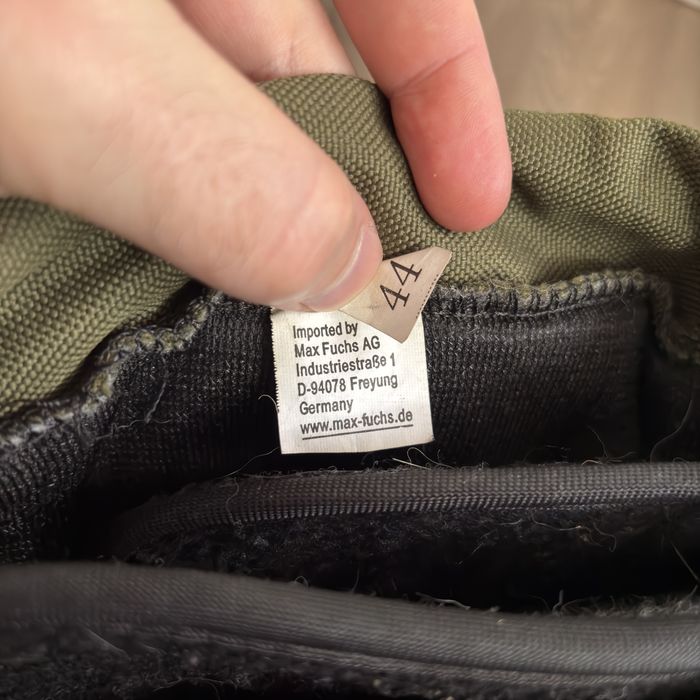 44
Imported by
Max Fuchs AG
Industriestraße 1
D-94078 Freyung
Germany
www.max-fuchs.de